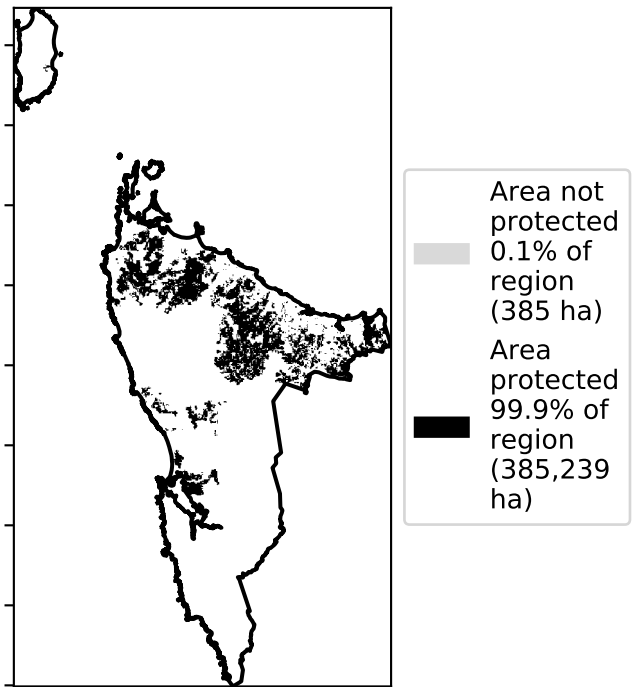 Area not
protected
0.1% of
region
(385 ha)
Area
protected
99.9% of
region
(385,239
ha)